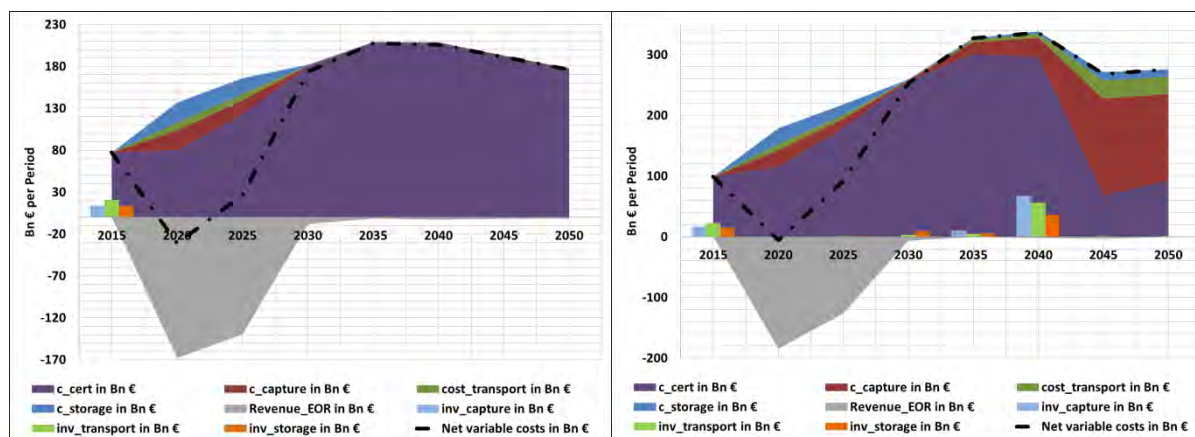 230
180
130
80
30
-20
-70
-120
-170
Bn € per Period
2015 2020 2025 2030 2035 2040 2045 2050
c_cert in Bn € c_capture in Bn € cost_transport in Bn €
c_storage in Bn € Revenue_EOR in Bn € inv_capture in Bn €
inv_transport in Bn € inv_storage in Bn € Net variable costs in Bn €
300
200
100
0
-100
-200
Bn € per Period
2015 2020 2025 2030 2035 2040 2045 2050
c_cert in Bn € c_capture in Bn € cost_transport in Bn €
c_storage in Bn € Revenue_EOR in Bn € inv_capture in Bn €
inv_transport in Bn € inv_storage in Bn € Net variable costs in Bn €